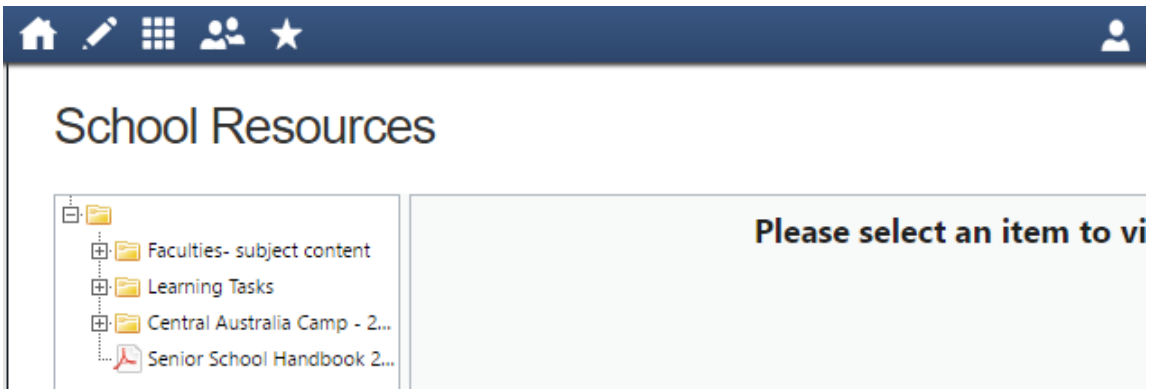 School Resources
Please select an item to vi
Faculties- subject content
Learning Tasks
Central Australia Camp - 2...
Senior School Handbook 2...